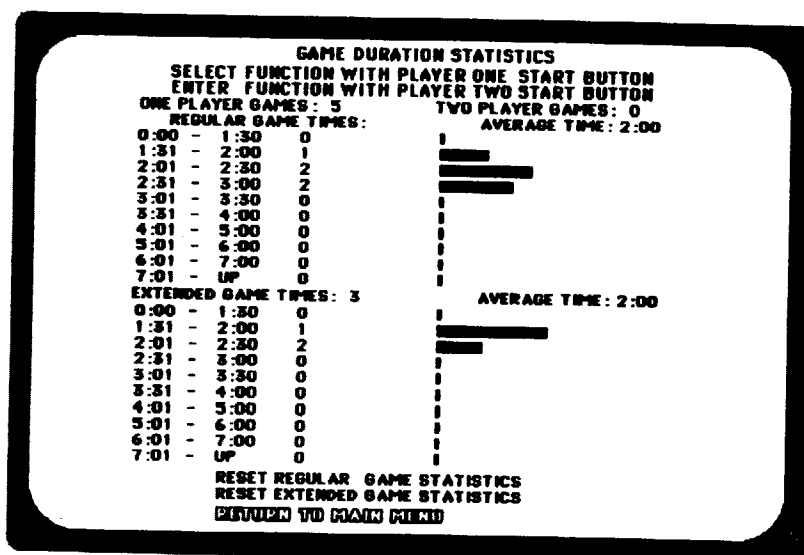 GAME DURATION STATISTICS
SELECT FUNCTION WITH PLAYER ONE START BUTTON
ENTER FUNCTION WITH PLAYER TWO START BUTTON
ONE PLAYER GAMES: 5 TWO PLAYER GAMES: 0
REGULAR GAME TIMES: AVERAGE TIME: 2:00
0:00 - 1:30 0
1:31 - 2:00 1
2:01 - 2:30 2
2:31 - 3:00 2
3:01 - 3:30 0
3:31 - 4:00 0
4:01 - 5:00 0
5:01 - 6:00 0
6:01 - 7:00 0
7:01 - UP 0
EXTENDED GAME TIMES: 3 AVERAGE TIME: 2:00
0:00 - 1:30 0
1:31 - 2:00 1
2:01 - 2:30 2
2:31 - 3:00 0
3:01 - 3:30 0
3:31 - 4:00 0
4:01 - 5:00 0
5:01 - 6:00 0
6:01 - 7:00 0
7:01 - UP 0
RESET REGULAR GAME STATISTICS
RESET EXTENDED GAME STATISTICS
RETURN TO MAIN MENU